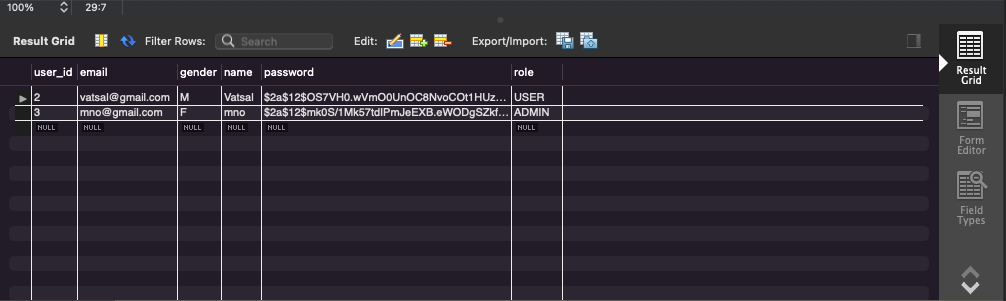 100% 29:7
Result Grid Filter Rows: Search Edit: Export/Import:
user_id email gender name password role
2 vatsal@gmail.com M Vatsal $2a$12$OS7VH0.wVmO0UnOC8NvoCOt1HUz... USER
3 mno@gmail.com F mno $2a$12$mk0S/1Mk57tdlPmJeEXB.eWODgSZkf... ADMIN
NULL NULL NULL NULL NULL NULL
Result
Grid
Form
Editor
Field
Types